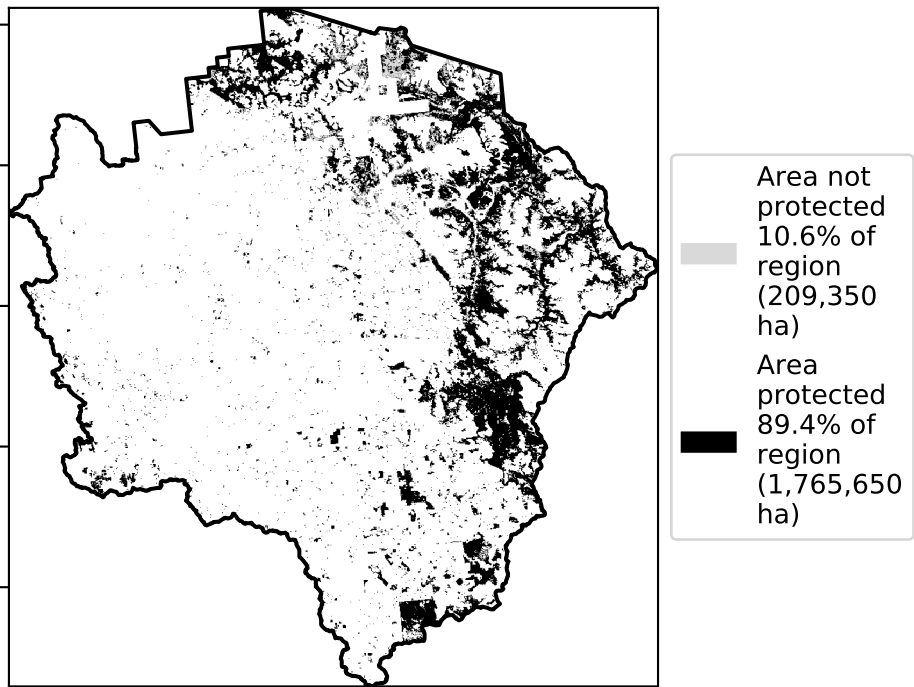 Area not
protected
10.6% of
region
(209,350
ha)
Area
protected
89.4% of
region
(1,765,650
ha)